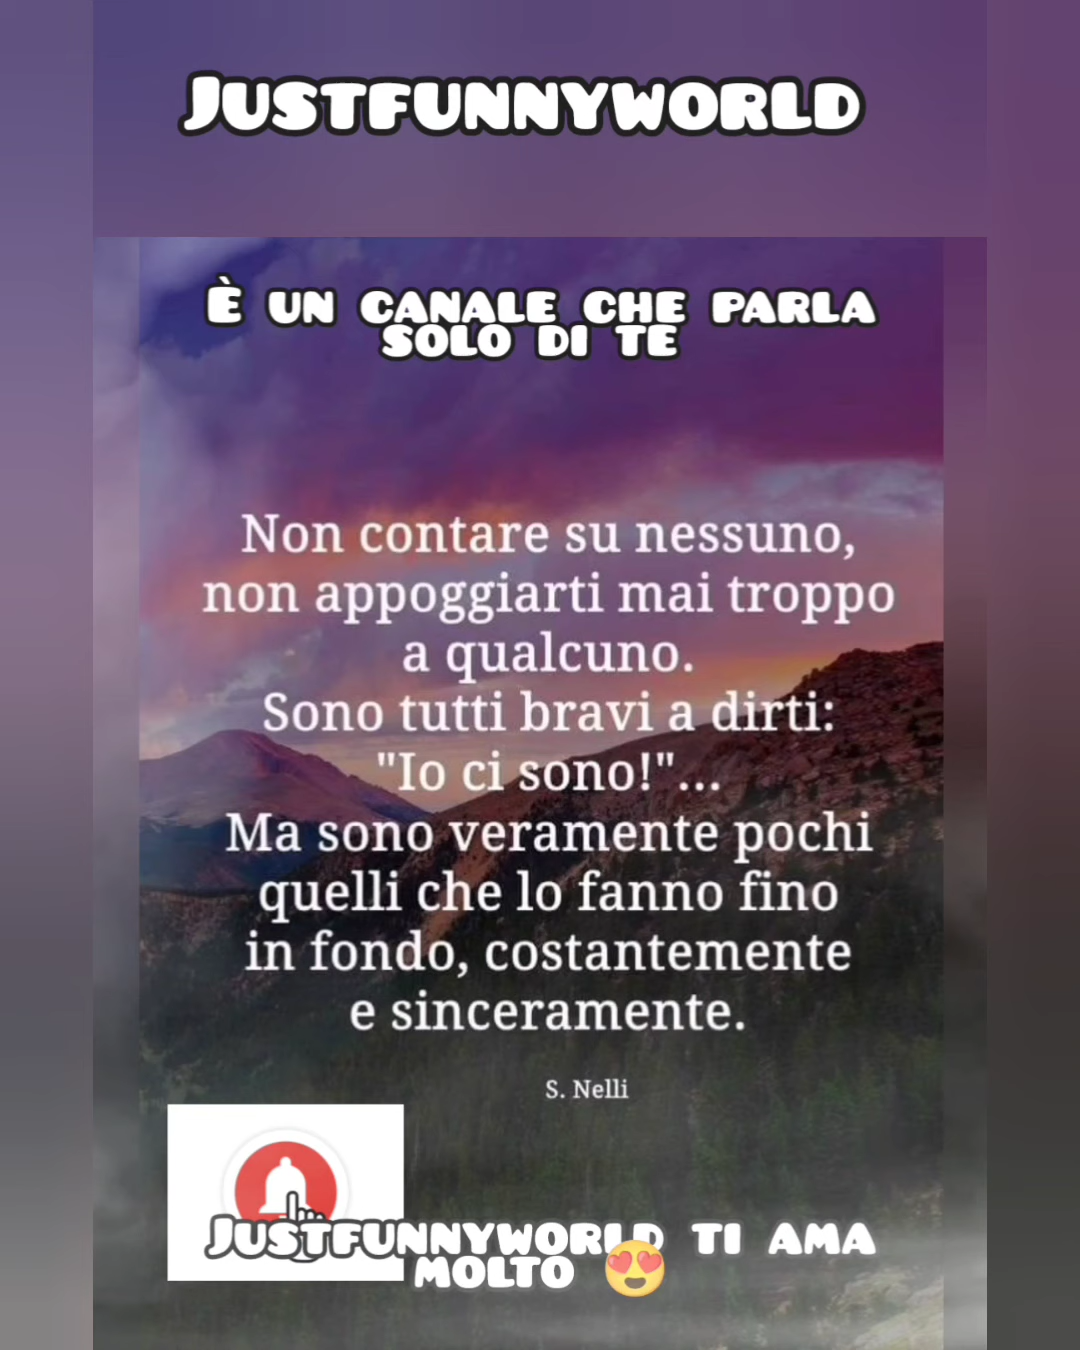 JUSTFUNNYWORLD
È UN CANALE CHE PARLA
SOLO DI TE
Non contare su nessuno,
non appoggiarti mai troppo
a qualcuno.
Sono tutti bravi a dirti:
"Io ci sono!"...
Ma sono veramente pochi
quelli che lo fanno fino
in fondo, costantemente
e sinceramente.
S. Nelli
JUSTFUNNYWORLD TI AMA
MOLTO 😍